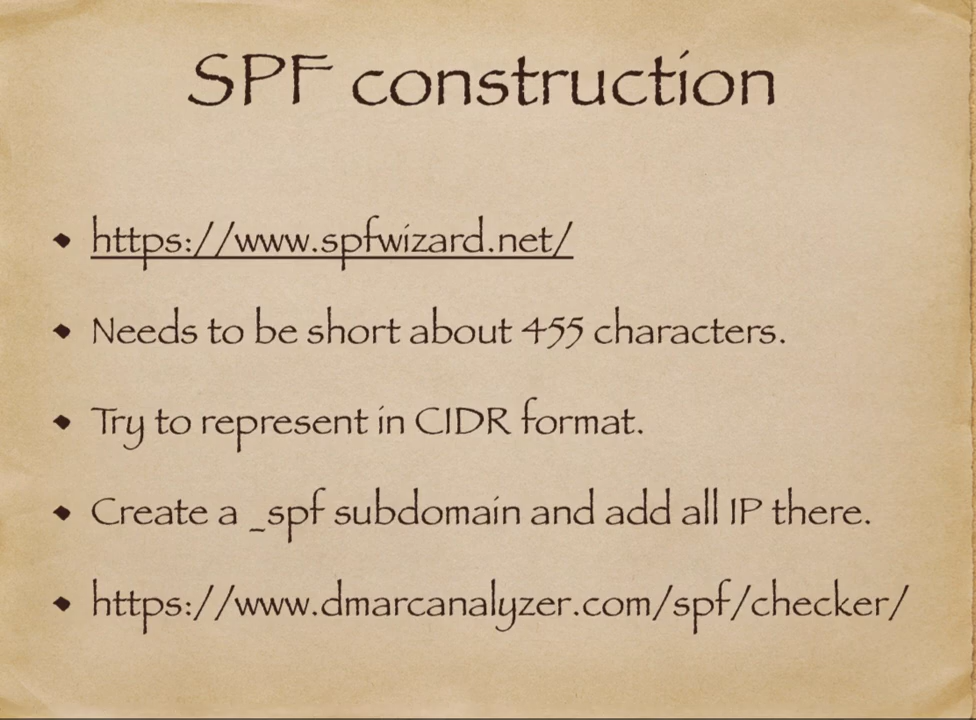 SPF construction
https://www.spfwizard.net/
Needs to be short about 455 characters.
Try to represent in CIDR format.
Create a _spf subdomain and add all IP there.
https://www.dmarcanalyzer.com/spf/checker/